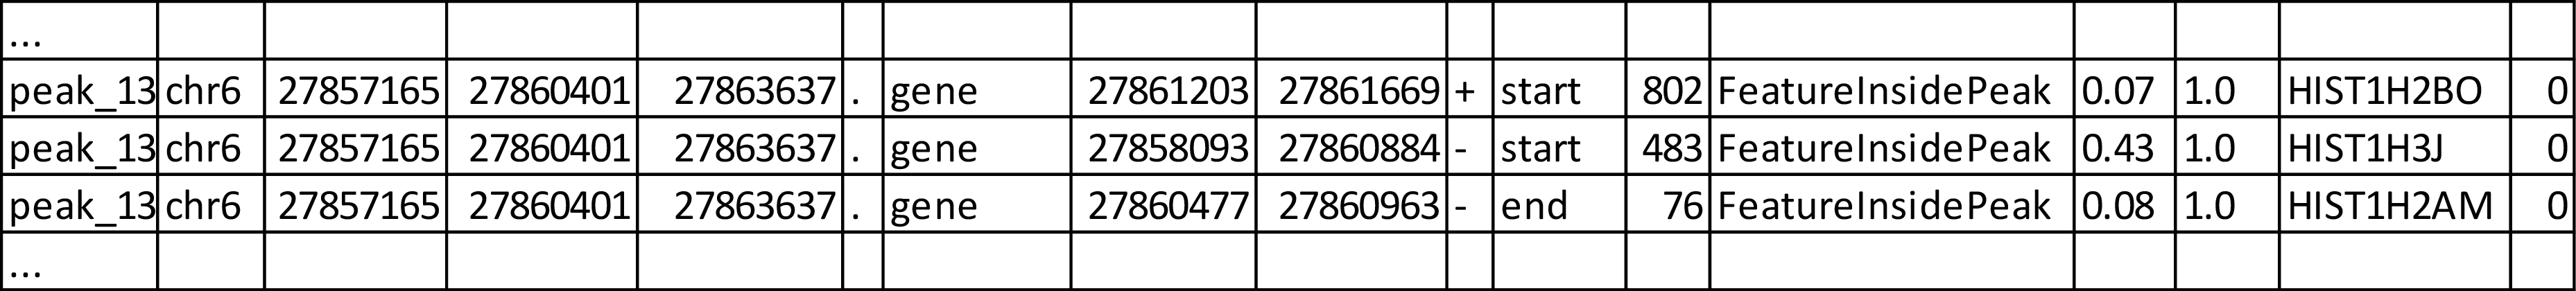 ...
peak_13 chr6 27857165 27860401 27863637 . gene 27861203 27861669 + start 802 FeatureInsidePeak 0.07 1.0 HIST1H2BO 0
peak_13 chr6 27857165 27860401 27863637 . gene 27858093 27860884 - start 483 FeatureInsidePeak 0.43 1.0 HIST1H3J 0
peak_13 chr6 27857165 27860401 27863637 . gene 27860477 27860963 - end 76 FeatureInsidePeak 0.08 1.0 HIST1H2AM 0
...